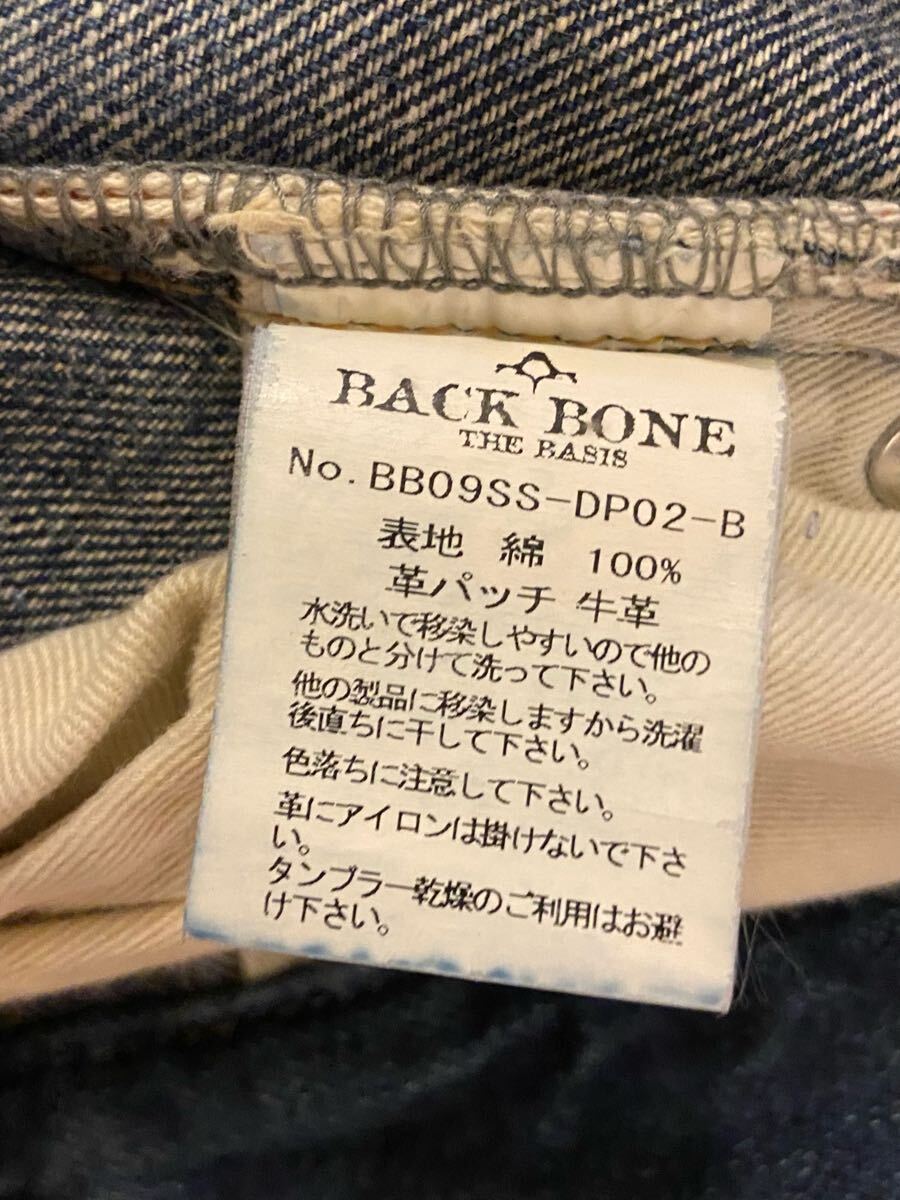 BACK BONE
THE BASIS
No.BB09SS-DP02-B
表地 綿 100%
革パッチ 牛革
水洗いで移染しやすいので他の
ものと分けて洗って下さい。
他の製品に移染しますから洗濯
後直ちに干して下さい。
色落ちに注意して下さい。
革にアイロンは掛けないで下さ
い。
タンブラー乾燥のご利用はお避
け下さい。